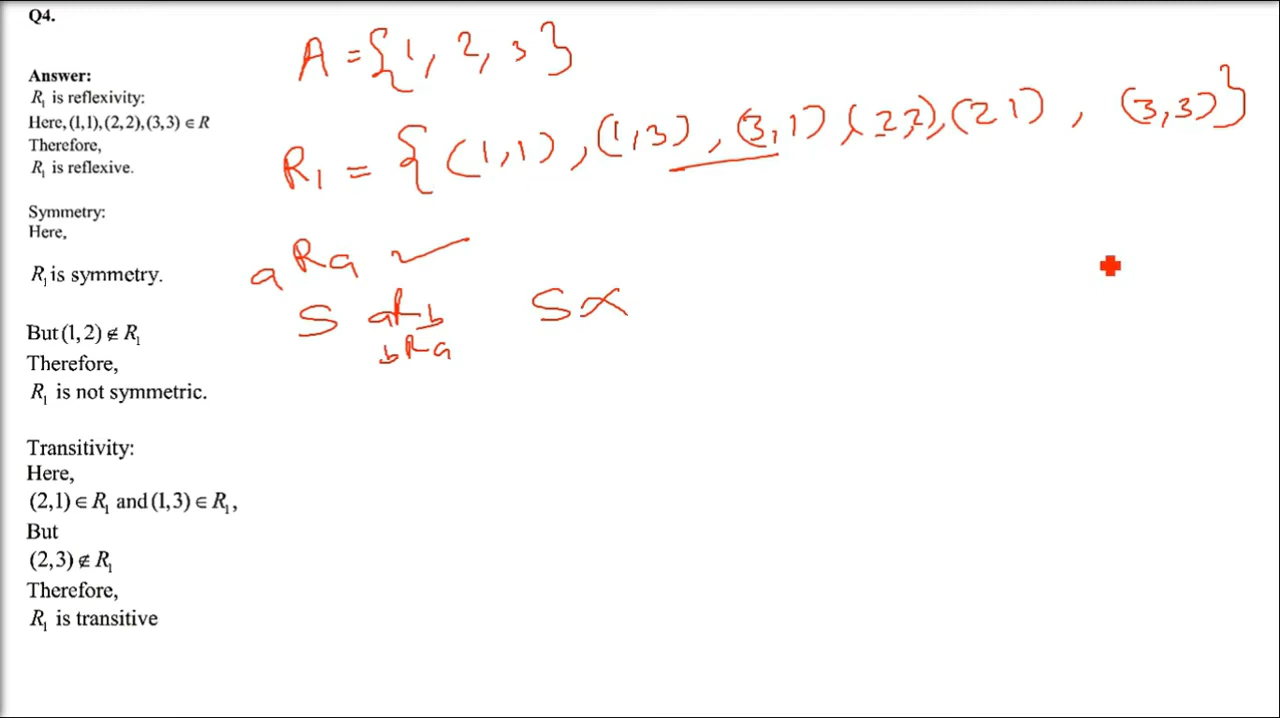 Q4.
A = {1, 2, 3}
Answer:
R₁ is reflexivity:
Here, (1,1), (2,2), (3,3) ∈ R
Therefore,
R₁ is reflexive.
R₁ = {(1,1), (1,3), (3,1) (2,2), (2 1), (3,3)}
Symmetry:
Here,
R₁ is symmetry.
aRa ✓
S aRb S×
bRa
But (1, 2) ∉ R₁
Therefore,
R₁ is not symmetric.
Transitivity:
Here,
(2,1) ∈ R₁ and (1,3) ∈ R₁,
But
(2,3) ∉ R₁
Therefore,
R₁ is transitive